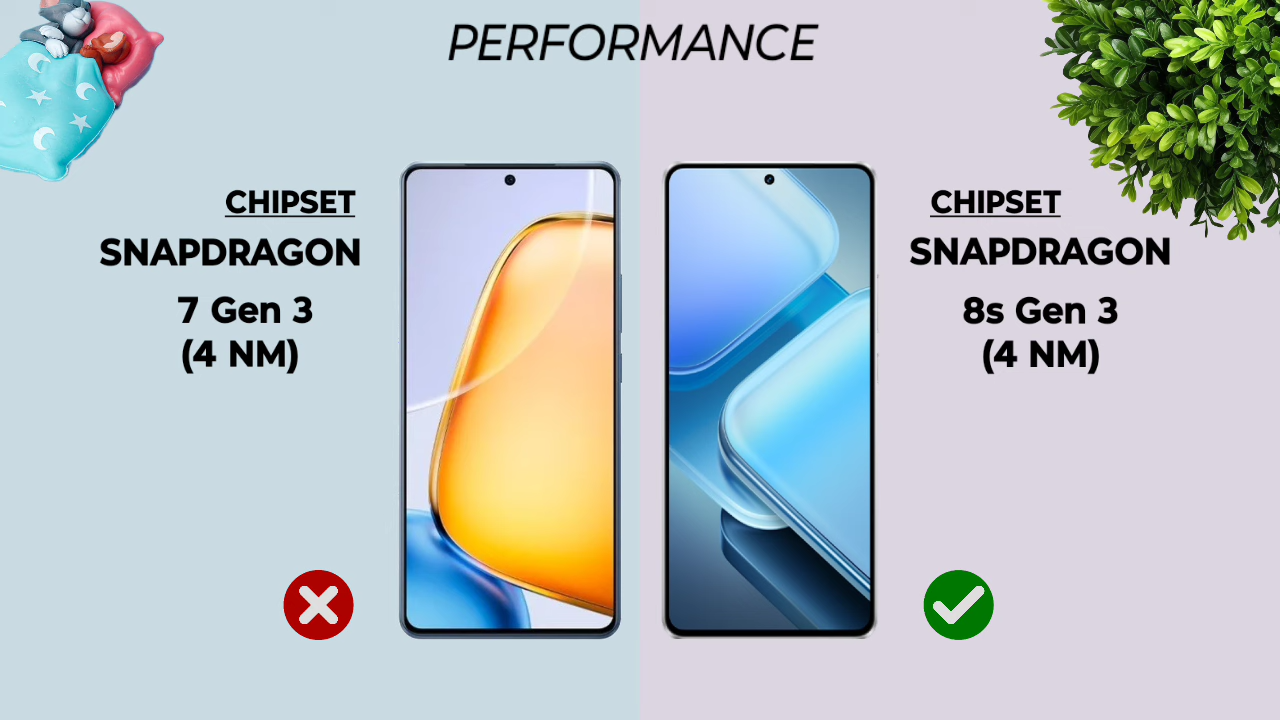 PERFORMANCE
CHIPSET
SNAPDRAGON
7 Gen 3
(4 NM)
CHIPSET
SNAPDRAGON
8s Gen 3
(4 NM)